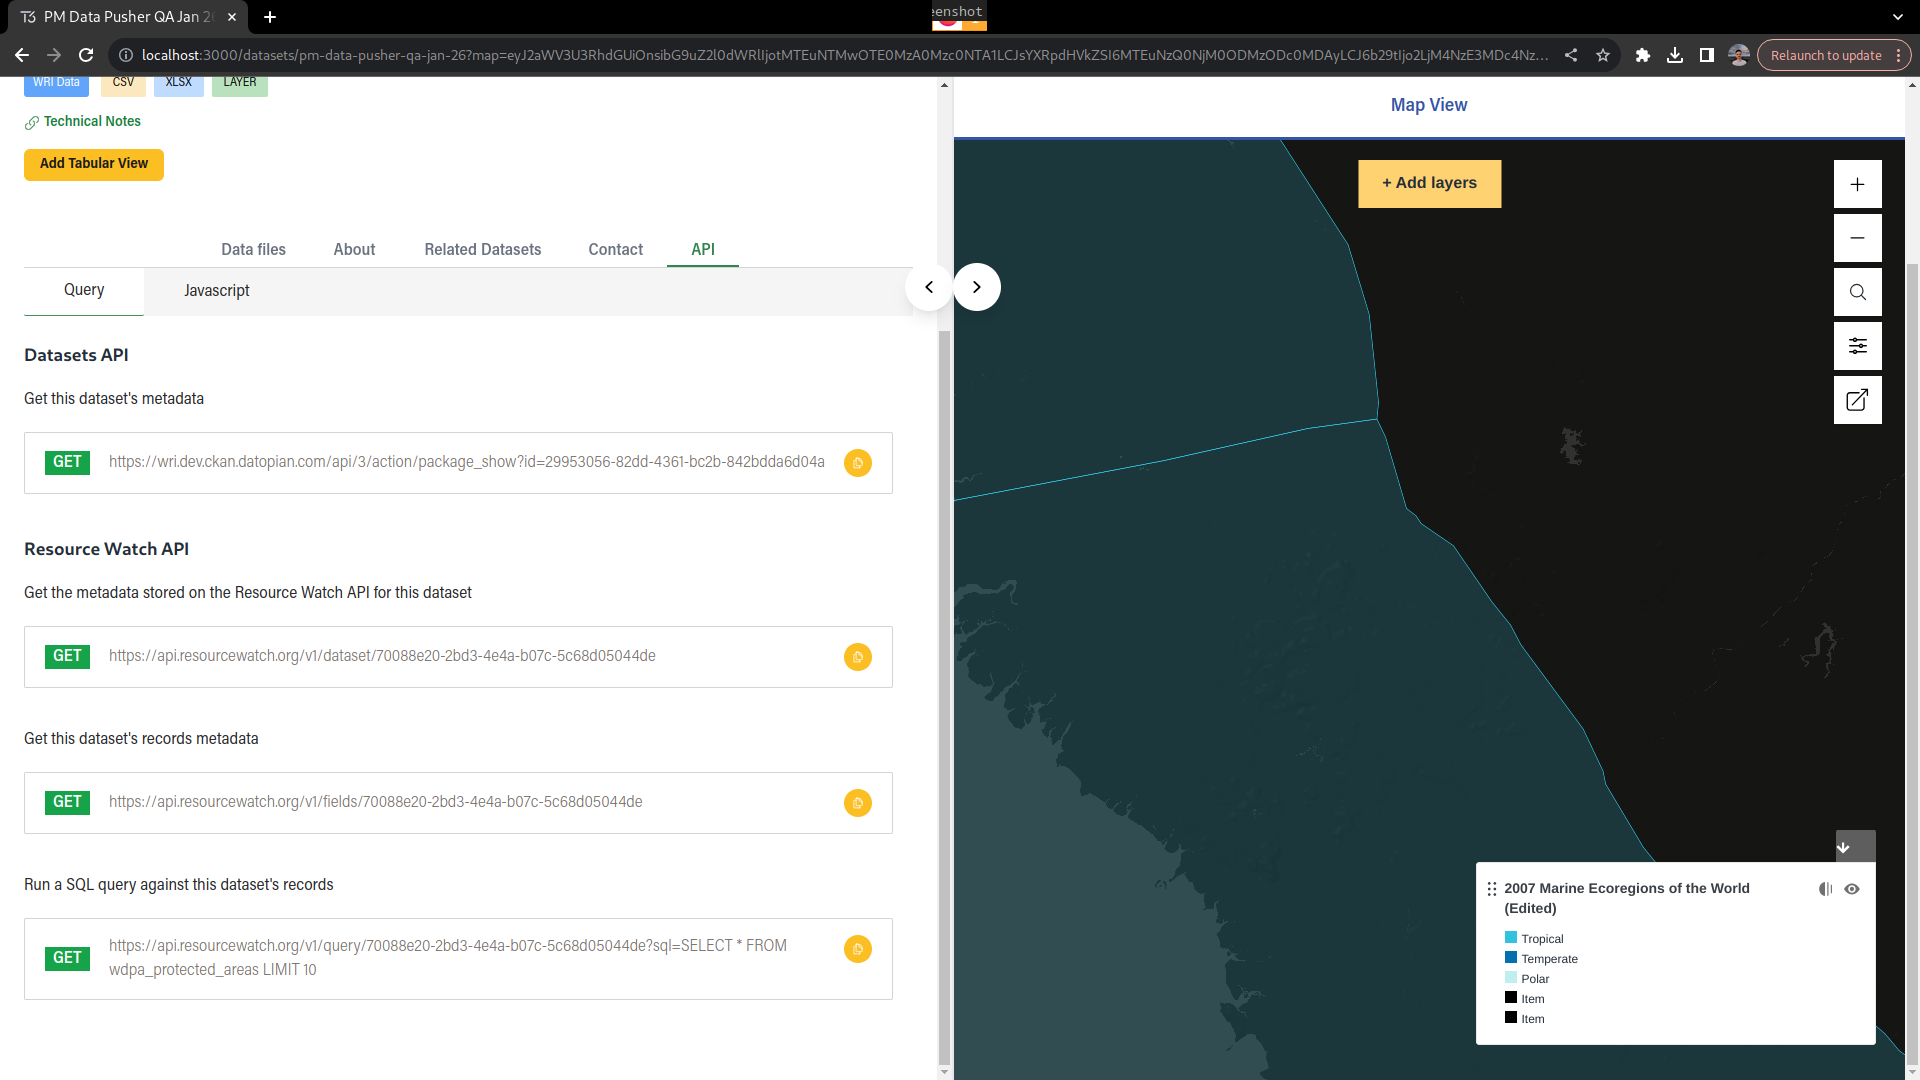 PM Data Pusher QA Jan 2
eenshot
localhost:3000/datasets/pm-data-pusher-qa-jan-26?map=eyJ2aWV3U3RhdGUiOnsibG9uZ2l0dWRlIjotMTEuNTMwOTE0MzA0Mzc0NTA1LCJsYXRpdHVkZSI6MTEuNzQ0NjM0ODMzODc0MDAyLCJ6b29tIjo2LjM4NzE3MDc4Nz...
Relaunch to update
WRI Data
CSV
XLSX
LAYER
Technical Notes
Add Tabular View
Data files
About
Related Datasets
Contact
API
Query
Javascript
Datasets API
Get this dataset's metadata
GET
https://wri.dev.ckan.datopian.com/api/3/action/package_show?id=29953056-82dd-4361-bc2b-842bdda6d04a
Resource Watch API
Get the metadata stored on the Resource Watch API for this dataset
GET
https://api.resourcewatch.org/v1/dataset/70088e20-2bd3-4e4a-b07c-5c68d05044de
Get this dataset's records metadata
GET
https://api.resourcewatch.org/v1/fields/70088e20-2bd3-4e4a-b07c-5c68d05044de
Run a SQL query against this dataset's records
GET
https://api.resourcewatch.org/v1/query/70088e20-2bd3-4e4a-b07c-5c68d05044de?sql=SELECT * FROM
wdpa_protected_areas LIMIT 10
Map View
+ Add layers
2007 Marine Ecoregions of the World
(Edited)
Tropical
Temperate
Polar
Item
Item